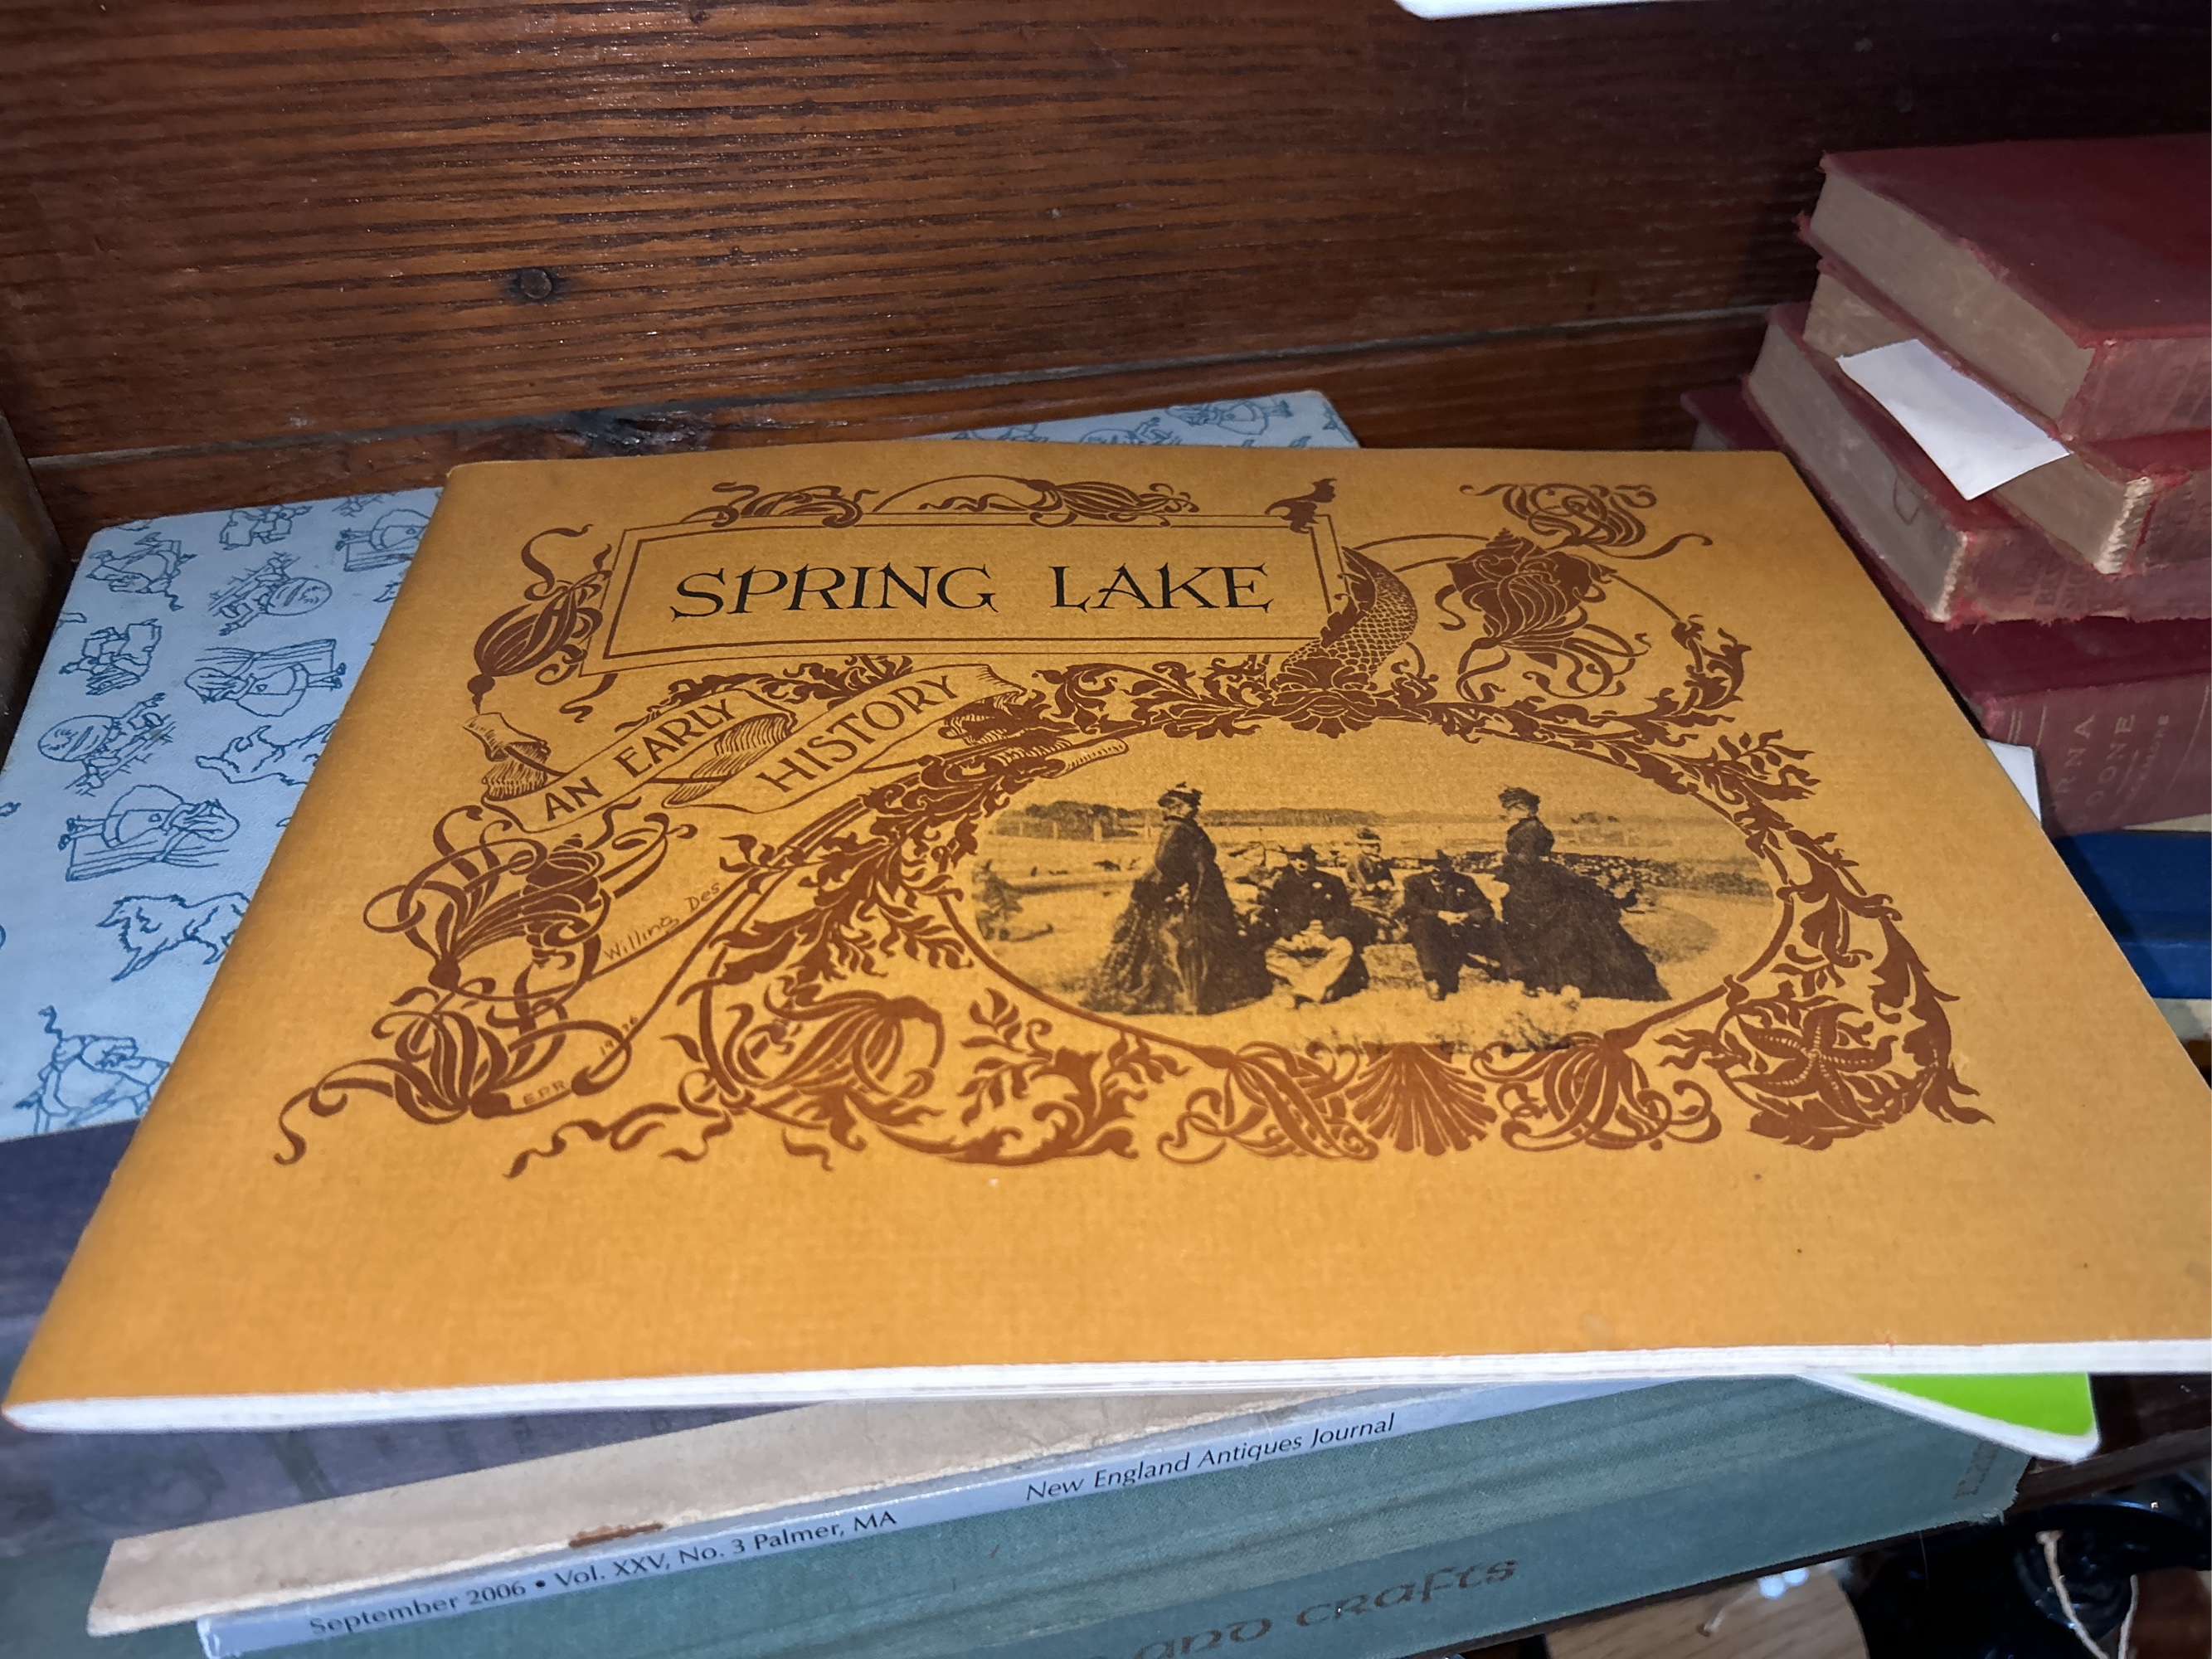 SPRING LAKE
AN EARLY
HISTORY
Willing Des
1996
E.P.R.
New England Antiques Journal
September 2006 • Vol. XXV, No. 3 Palmer, MA
AND CRAFTS